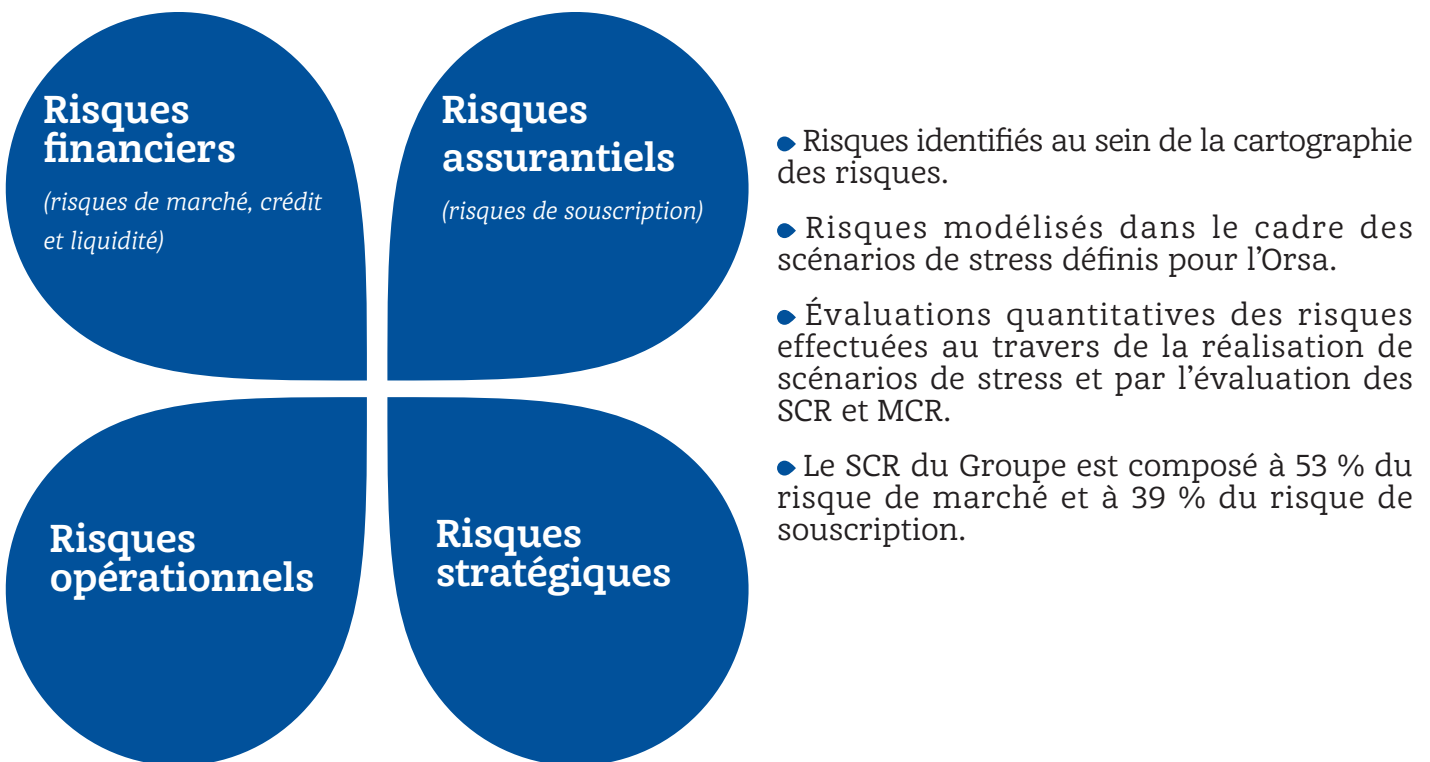 Risques
financiers
(risques de marché, crédit
et liquidité)
Risques
assurantiels
(risques de souscription)
Risques
opérationnels
Risques
stratégiques
Risques identifiés au sein de la cartographie
des risques.
Risques modélisés dans le cadre des
scénarios de stress définis pour l’Orsa.
Évaluations quantitatives des risques
effectuées au travers de la réalisation de
scénarios de stress et par l’évaluation des
SCR et MCR.
Le SCR du Groupe est composé à 53 % du
risque de marché et à 39 % du risque de
souscription.